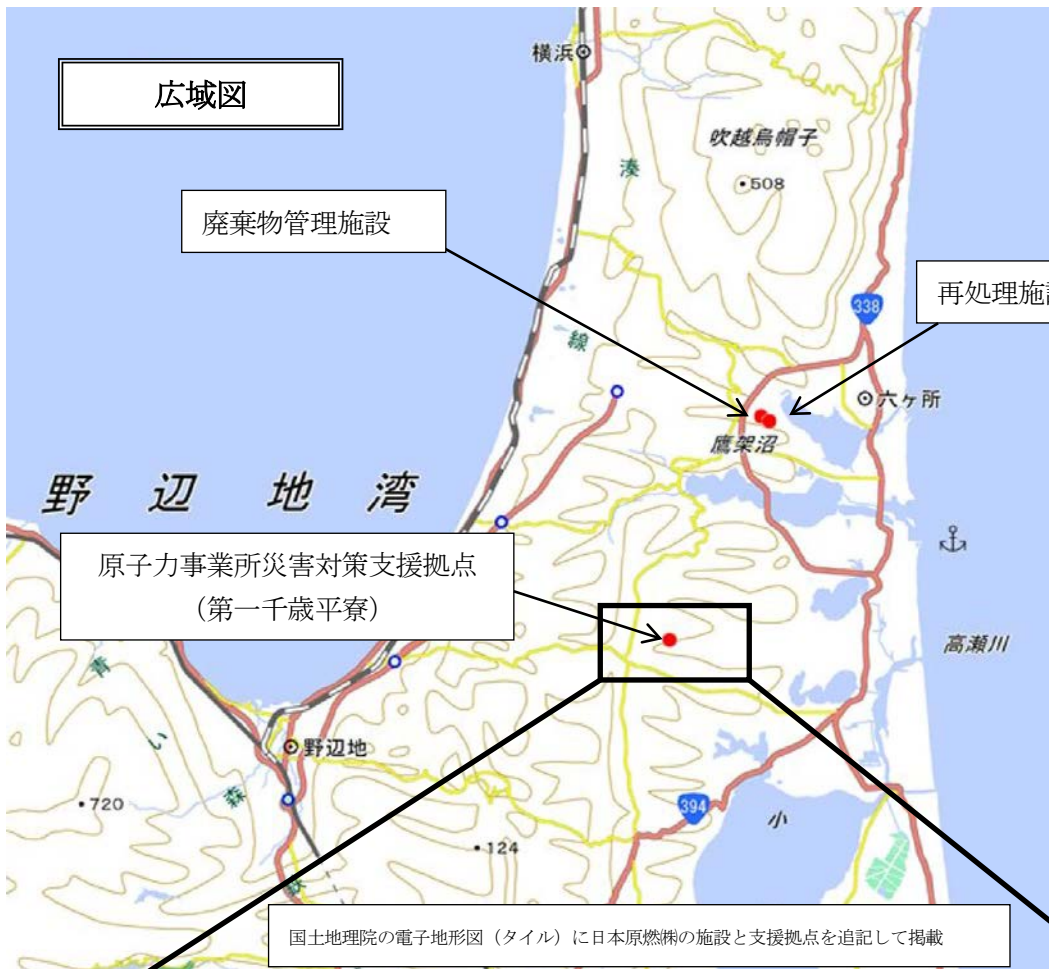 広域図
横浜
吹越烏帽子
湊
・508
廃棄物管理施設
再処理施設
338
線
六ヶ所
鷹架沼
野辺地湾
原子力事業所災害対策支援拠点
（第一千歳平寮）
高瀬川
青
い
野辺地
森
・720
394
小
・124
鉄
国土地理院の電子地形図（タイル）に日本原燃㈱の施設と支援拠点を追記して掲載